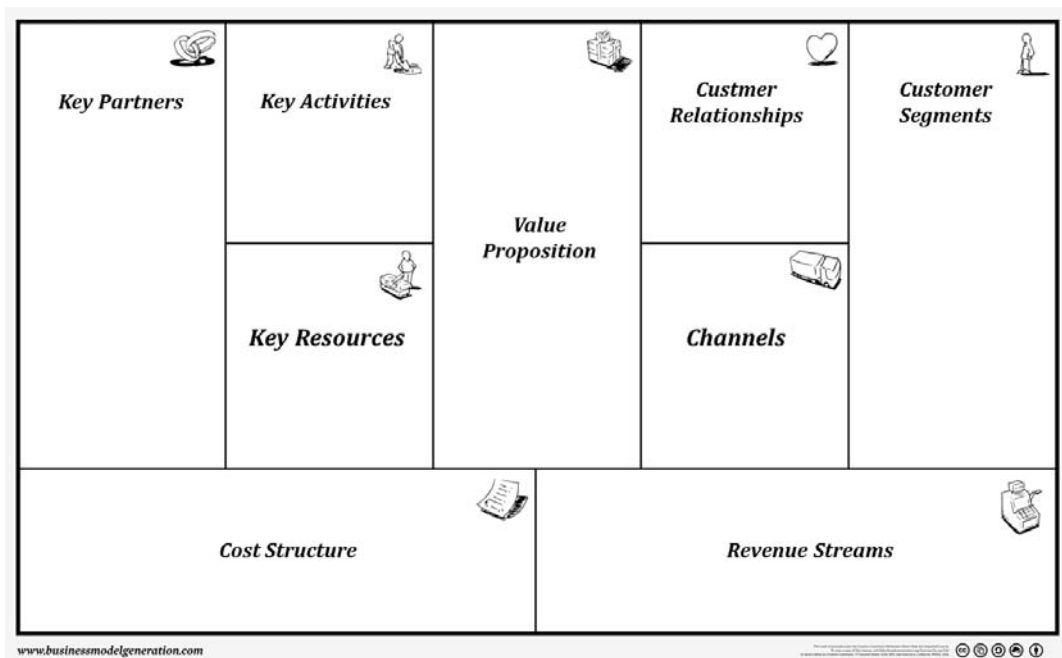 Key Partners
Key Activities
Value
Proposition
Custmer
Relationships
Customer
Segments
Key Resources
Channels
Cost Structure
Revenue Streams
www.businessmodelgeneration.com
cc